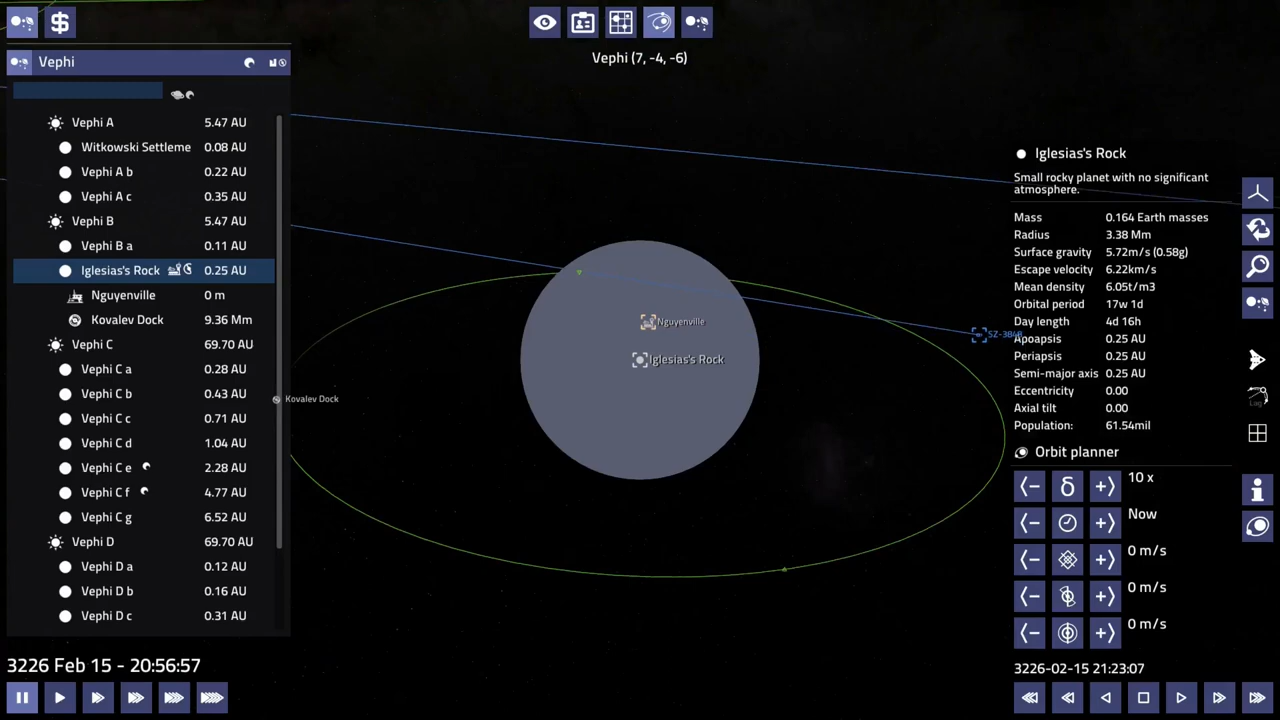 Vephi (7, -4, -6)
Vephi
Vephi A 5.47 AU
Witkowski Settleme 0.08 AU
Vephi A b 0.22 AU
Vephi A c 0.35 AU
Vephi B 5.47 AU
Vephi B a 0.11 AU
Iglesias's Rock 0.25 AU
Nguyenville 0 m
Kovalev Dock 9.36 Mm
Vephi C 69.70 AU
Vephi C a 0.28 AU
Vephi C b 0.43 AU
Vephi C c 0.71 AU
Vephi C d 1.04 AU
Vephi C e 2.28 AU
Vephi C f 4.77 AU
Vephi C g 6.52 AU
Vephi D 69.70 AU
Vephi D a 0.12 AU
Vephi D b 0.16 AU
Vephi D c 0.31 AU
Nguyenville
Iglesias's Rock
Kovalev Dock
Iglesias's Rock
Small rocky planet with no significant
atmosphere.
Mass 0.164 Earth masses
Radius 3.38 Mm
Surface gravity 5.72m/s (0.58g)
Escape velocity 6.22km/s
Mean density 6.05t/m3
Orbital period 17w 1d
Day length 4d 16h
Apoapsis 0.25 AU
Periapsis 0.25 AU
Semi-major axis 0.25 AU
Eccentricity 0.00
Axial tilt 0.00
Population: 61.54mil
Orbit planner
10 x
Now
0 m/s
0 m/s
0 m/s
3226-02-15 21:23:07
3226 Feb 15 - 20:56:57